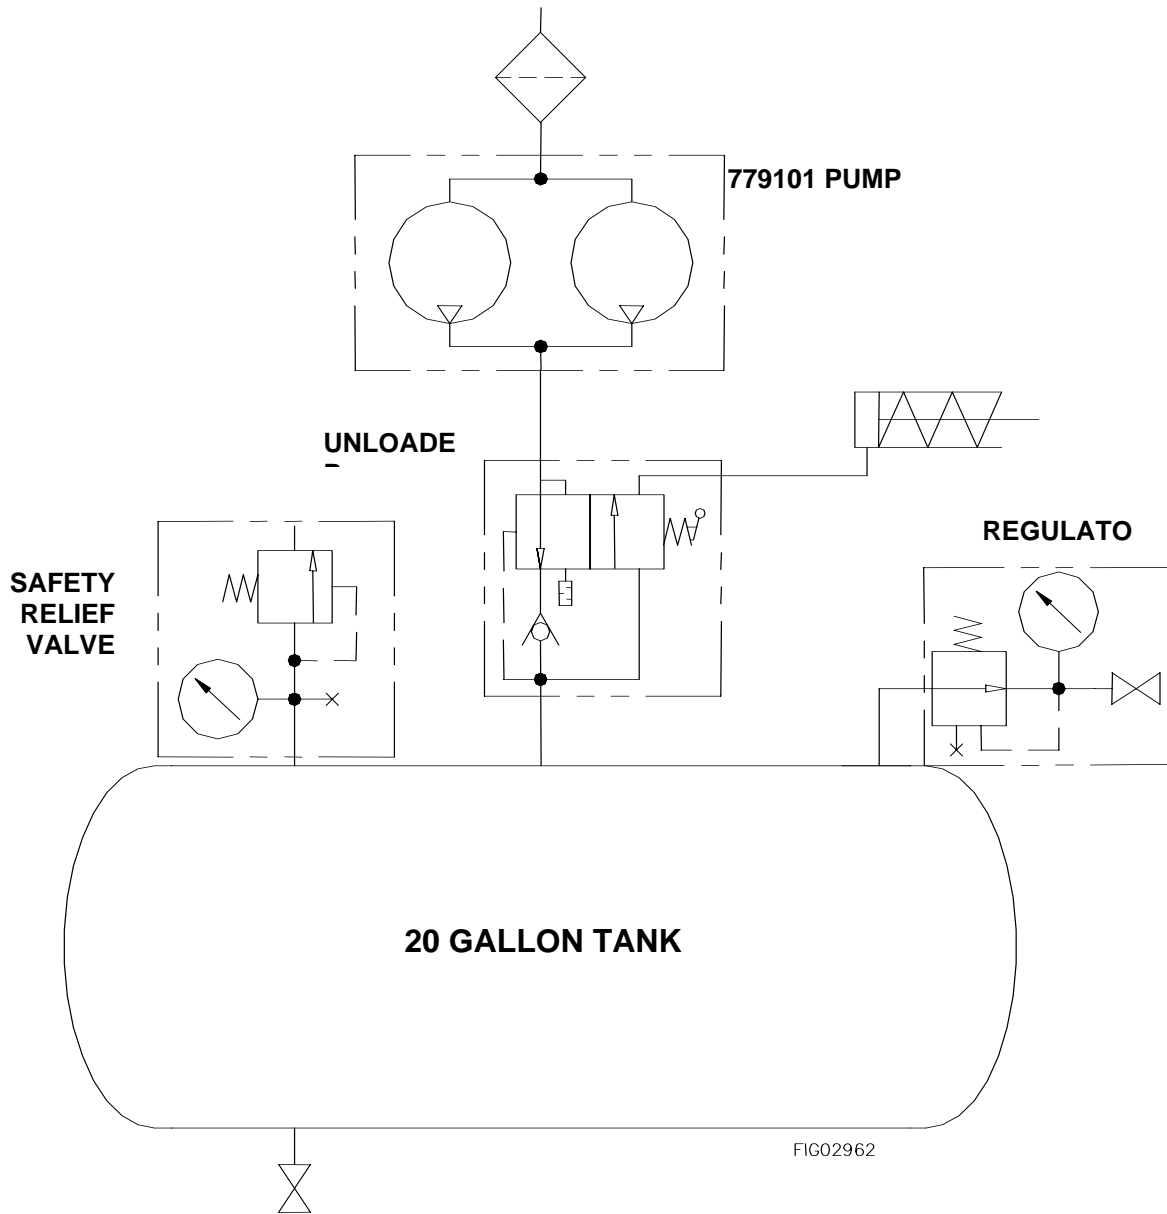 779101 PUMP
UNLOADE
REGULATO
SAFETY
RELIEF
VALVE
20 GALLON TANK
FIG02962